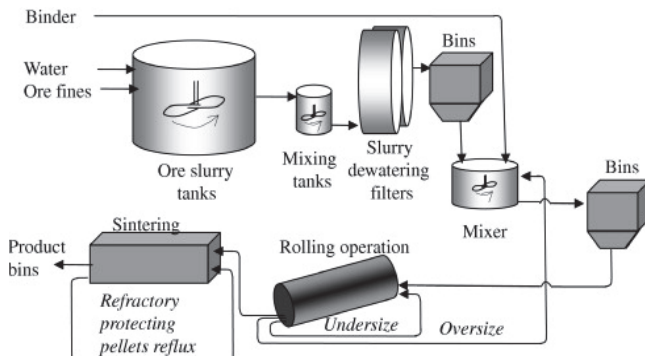 Binder
Bins
Water
Ore fines
Ore slurry
tanks
Mixing
tanks
Slurry
dewatering
filters
Bins
Mixer
Sintering
Rolling operation
Product
bins
Refractory
protecting
pellets reflux
Undersize
Oversize